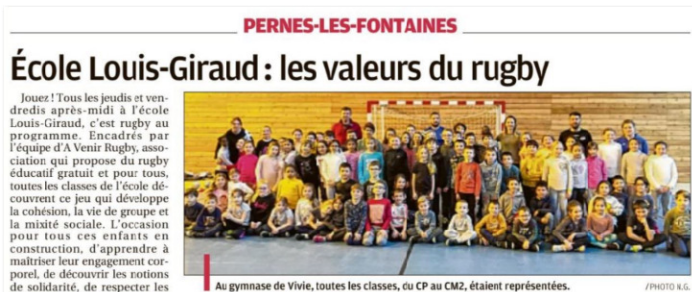 PERNES-LES-FONTAINES
École Louis-Giraud : les valeurs du rugby
Jouez ! Tous les jeudis et ven-
dredis après-midi à l'école
Louis-Giraud, c'est rugby au
programme. Encadrés par
l'équipe d'A Venir Rugby, asso-
ciation qui propose du rugby
éducatif gratuit et pour tous,
toutes les classes de l'école dé-
couvrent ce jeu qui développe
la cohésion, la vie de groupe et
la mixité sociale. L'occasion
pour tous ces enfants en
construction, d'apprendre à
maîtriser leur engagement cor-
porel, de découvrir les notions
de solidarité, de respecter les
Au gymnase de Vivie, toutes les classes, du CP au CM2, étaient représentées.
/PHOTO N.G.